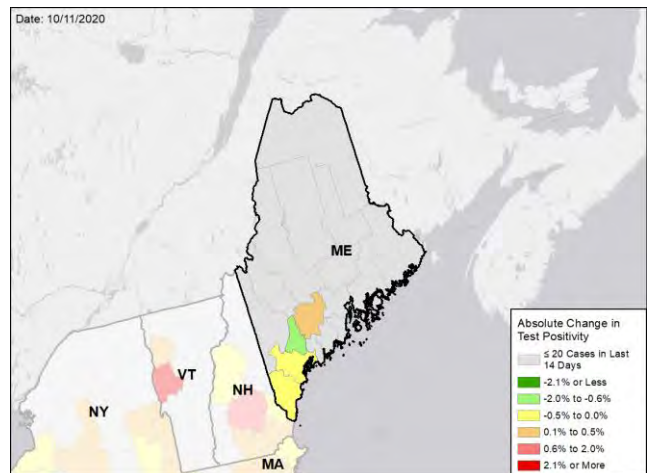 Date: 10/11/2020
ME
VT
NH
NY
MA
Absolute Change in
Test Positivity
≤ 20 Cases in Last
14 Days
-2.1% or Less
-2.0% to -0.6%
-0.5% to 0.0%
0.1% to 0.5%
0.6% to 2.0%
2.1% or More